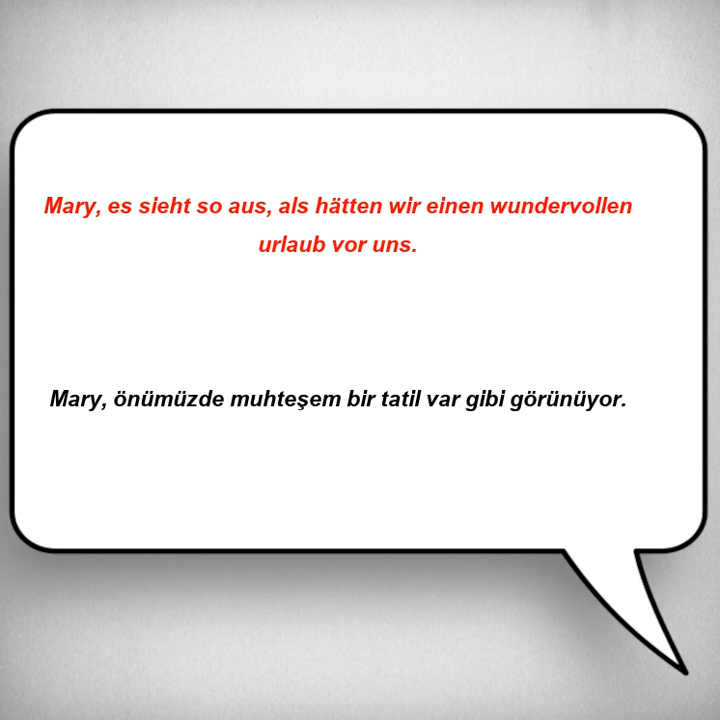 Mary, es sieht so aus, als hätten wir einen wundervollen
urlaub vor uns.
Mary, önümüzde muhteşem bir tatil var gibi görünüyor.